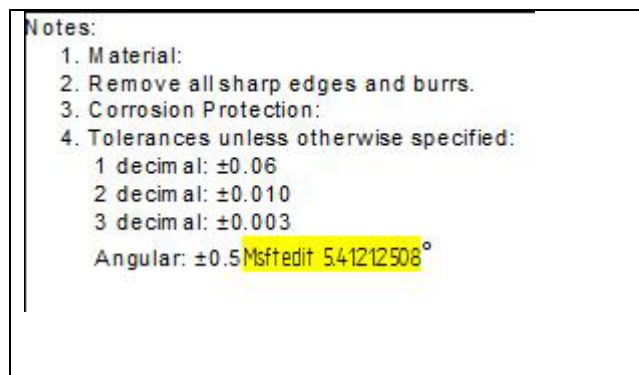 Notes:
1. Material:
2. Remove all sharp edges and burrs.
3. Corrosion Protection:
4. Tolerances unless otherwise specified:
1 decimal: ±0.06
2 decimal: ±0.010
3 decimal: ±0.003
Angular: ±0.5Msftedit 5.41212508°